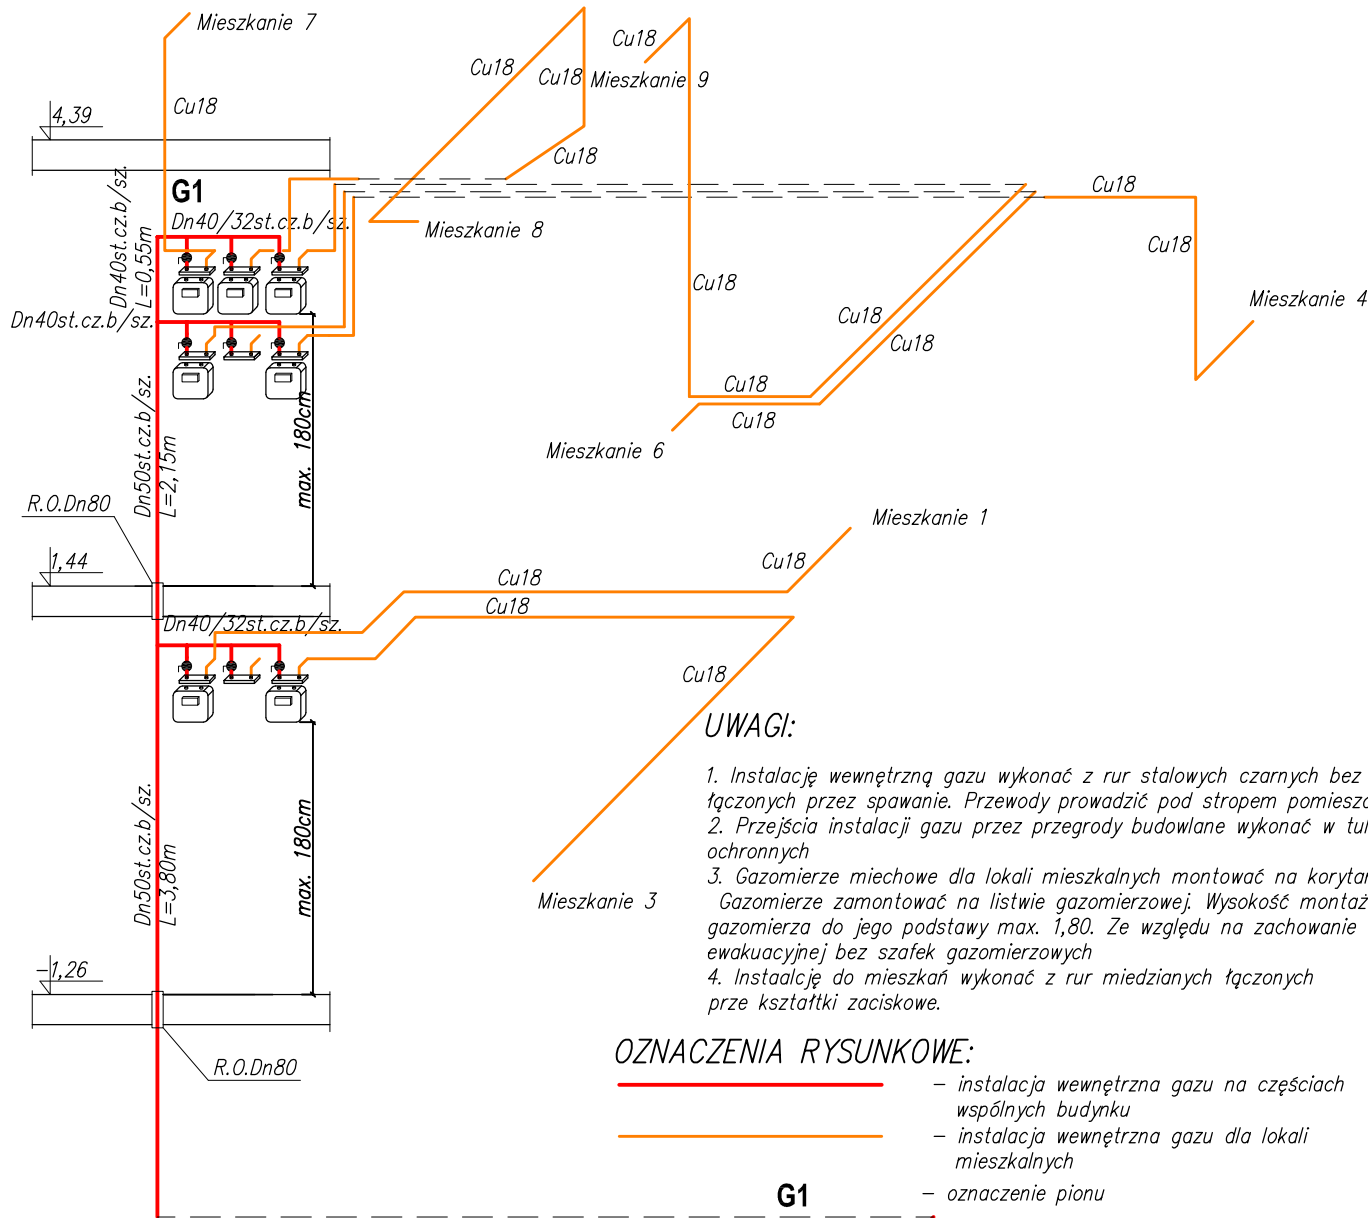 Mieszkanie 7
Cu18
4,39
G1
Dn40/32st.cz.b/sz.
Dn40st.cz.b/sz.
L=0,55m
Dn40st.cz.b/sz.
Cu18
Cu18
Cu18
Mieszkanie 8
Cu18
Mieszkanie 9
Cu18
Cu18
Cu18
Mieszkanie 4
Cu18
Cu18
Cu18
Cu18
Mieszkanie 6
max. 180cm
Dn50st.cz.b/sz.
L=2,15m
R.O.Dn80
1,44
Dn40/32st.cz.b/sz.
Cu18
Cu18
Cu18
Mieszkanie 1
Cu18
Mieszkanie 3
max. 180cm
Dn50st.cz.b/sz.
L=3,80m
-1,26
R.O.Dn80
UWAGI:
1. Instalację wewnętrzną gazu wykonać z rur stalowych czarnych bez
łączonych przez spawanie. Przewody prowadzić pod stropem
2. Przejścia instalacji gazu przez przegrody budowlane wykonać w
ochronnych
3. Gazomierze miechowe dla lokali mieszkalnych montować na
Gazomierze zamontować na listwie gazomierzowej. Wysokość
gazomierza do jego podstawy max. 1,80. Ze względu na zachowanie
ewakuacyjnej bez szafek gazomierzowych
4. Instaalcję do mieszkań wykonać z rur miedzianych łączonych
prze kształtki zaciskowe.
OZNACZENIA RYSUNKOWE:
- instalacja wewnętrzna gazu na częściach
wspólnych budynku
- instalacja wewnętrzna gazu dla lokali
mieszkalnych
G1 - oznaczenie pionu